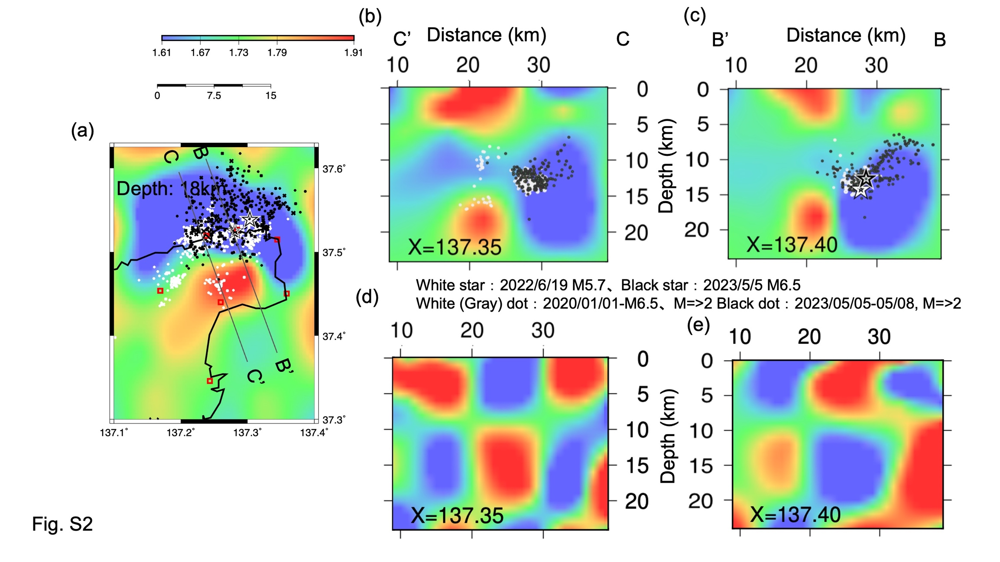 (b)
(c)
C’ Distance (km) C
B’ Distance (km) B
1.61 1.67 1.73 1.79 1.91
10 20 30
10 20 30
0 7.5 15
(a)
C
B
Depth: 18km
37.6°
37.5°
37.4°
37.3°
137.1° 137.2° 137.3° 137.4°
B’
C’
0
5
10
15
20
Depth (km)
X=137.35
0
5
10
15
20
X=137.40
White star：2022/6/19 M5.7、Black star：2023/5/5 M6.5
White (Gray) dot：2020/01/01-M6.5、M=>2 Black dot：2023/05/05-05/08, M=>2
(d)
10 20 30
0
5
10
15
20
Depth (km)
X=137.35
(e)
10 20 30
0
5
10
15
20
X=137.40
Fig. S2